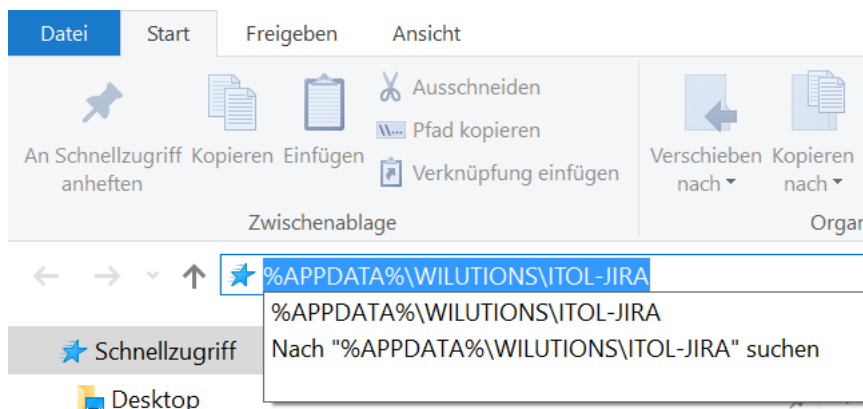 Datei Start Freigeben Ansicht
An Schnellzugriff anheften
Kopieren
Einfügen
Ausschneiden
W... Pfad kopieren
Verknüpfung einfügen
Verschieben nach
Kopieren nach
Zwischenablage
Organ
%APPDATA%\WILUTIONS\ITOL-JIRA
%APPDATA%\WILUTIONS\ITOL-JIRA
Nach "%APPDATA%\WILUTIONS\ITOL-JIRA" suchen
Schnellzugriff
Desktop